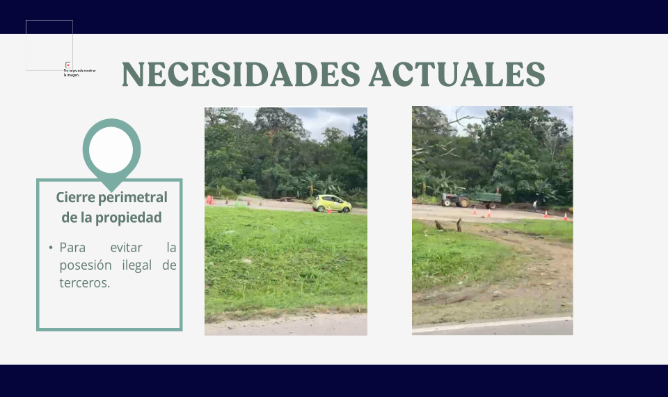 NECESIDADES ACTUALES
Cierre perimetral
de la propiedad
• Para evitar la
posesión ilegal de
terceros.